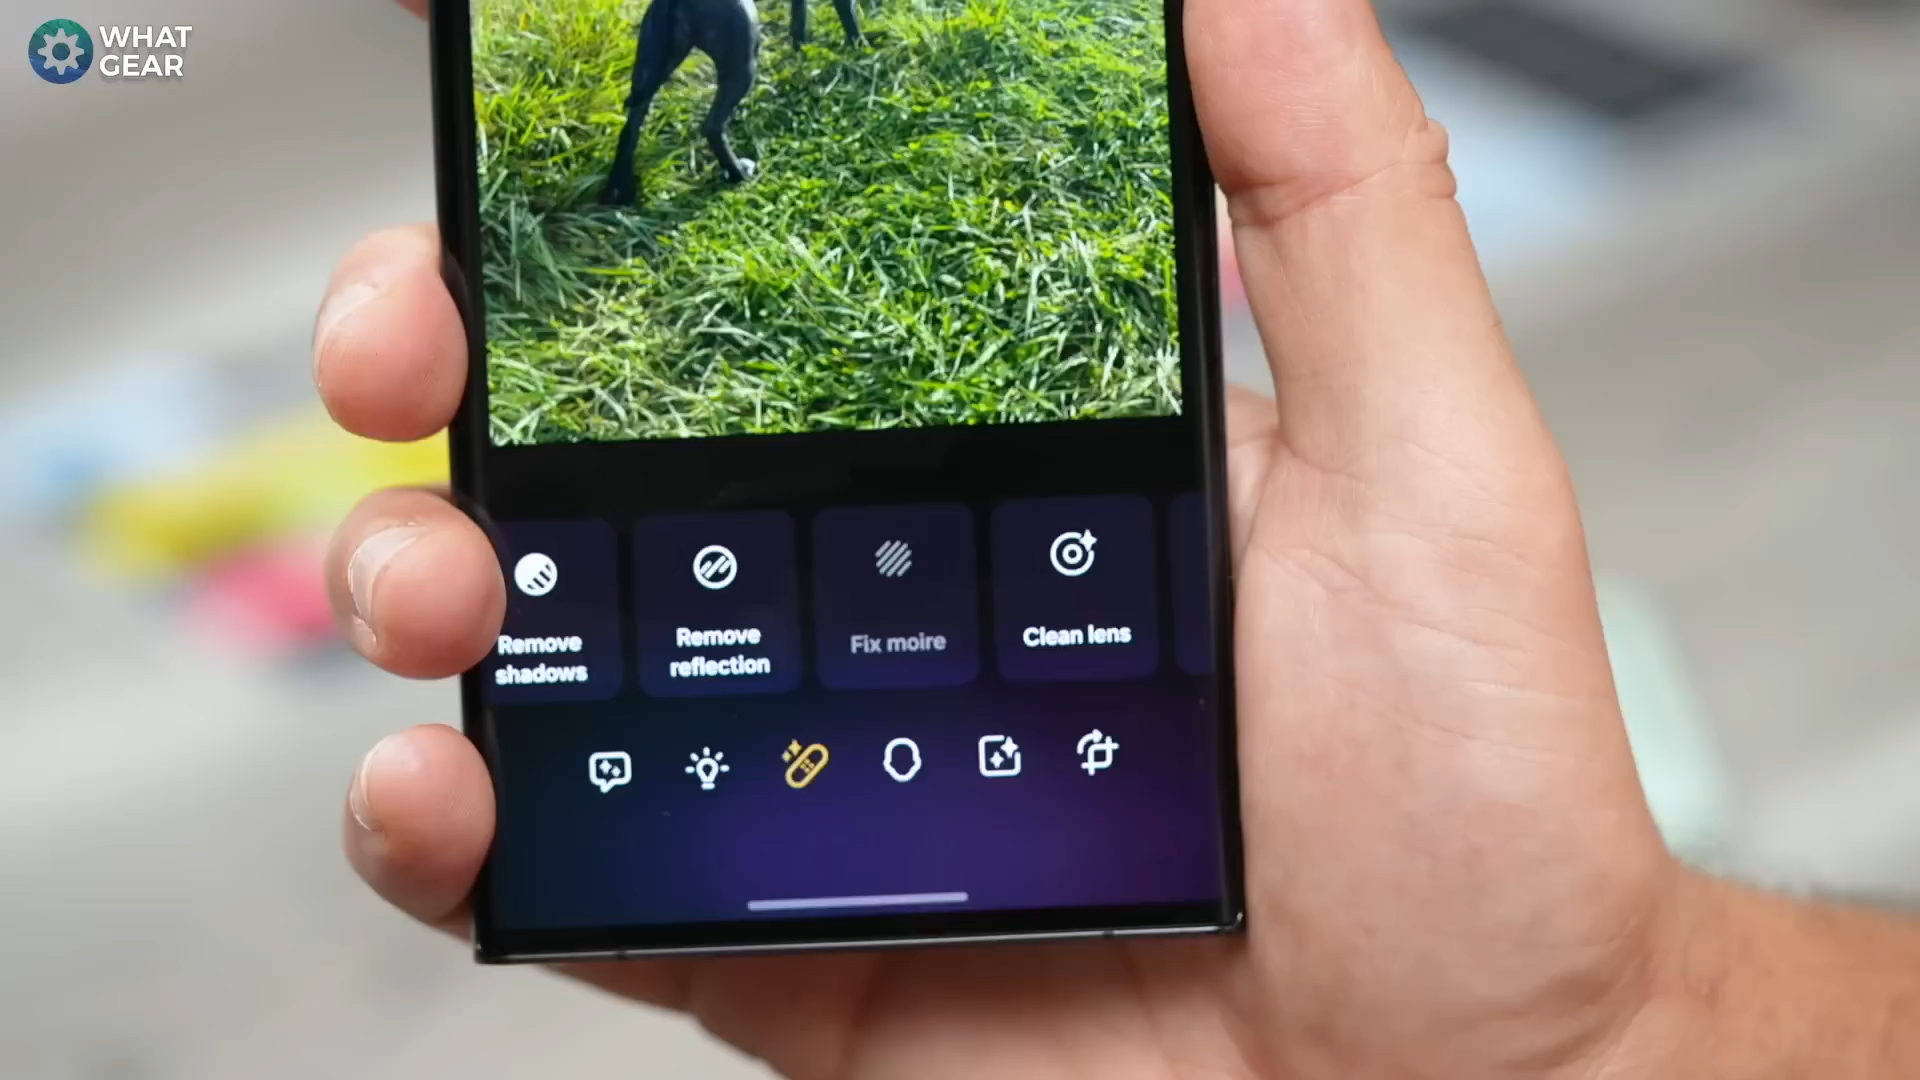 WHAT
GEAR
Remove
shadows
Remove
reflection
Fix moire
Clean lens